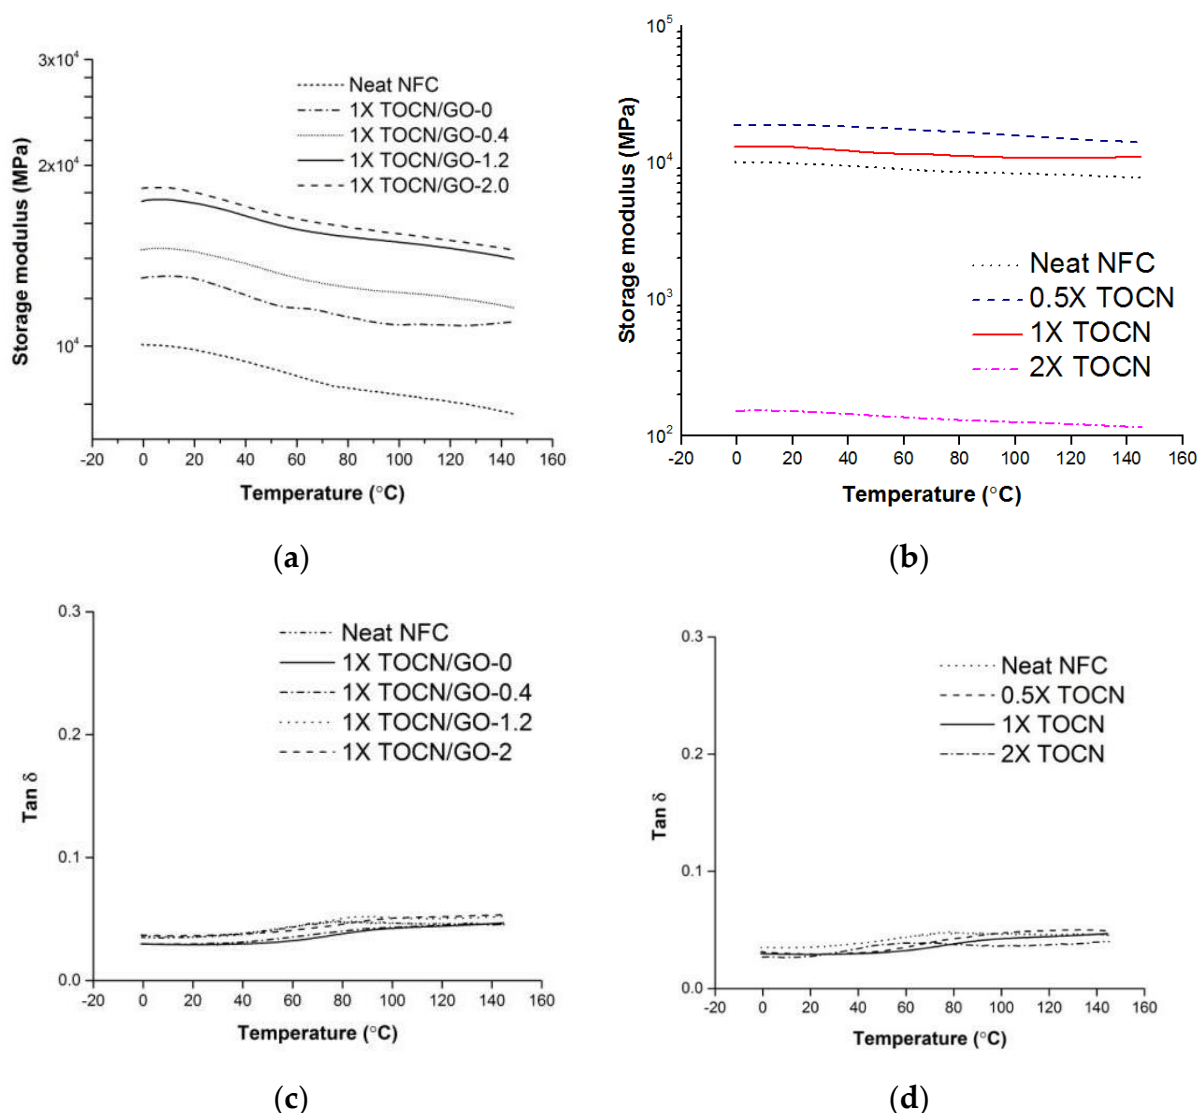 3x10⁴
2x10⁴
10⁴
Storage modulus (MPa)
Neat NFC
1X TOCN/GO-0
1X TOCN/GO-0.4
1X TOCN/GO-1.2
1X TOCN/GO-2.0
-20 0 20 40 60 80 100 120 140 160
Temperature (°C)
(a)
10⁵
10⁴
10³
10²
Storage modulus (MPa)
Neat NFC
0.5X TOCN
1X TOCN
2X TOCN
-20 0 20 40 60 80 100 120 140 160
Temperature (°C)
(b)
0.3
0.2
0.1
0.0
Tan δ
Neat NFC
1X TOCN/GO-0
1X TOCN/GO-0.4
1X TOCN/GO-1.2
1X TOCN/GO-2
-20 0 20 40 60 80 100 120 140 160
Temperature (°C)
(c)
0.3
0.2
0.1
0.0
Tan δ
Neat NFC
0.5X TOCN
1X TOCN
2X TOCN
-20 0 20 40 60 80 100 120 140 160
Temperature (°C)
(d)